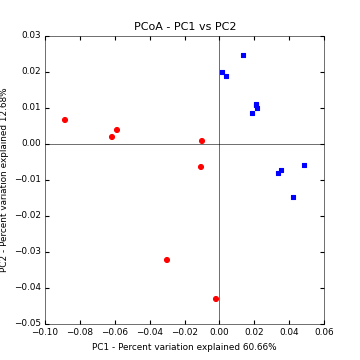 PCoA - PC1 vs PC2
0.03
0.02
0.01
0.00
−0.01
−0.02
−0.03
−0.04
−0.05
PC2 - Percent variation explained 12.68%
−0.10 −0.08 −0.06 −0.04 −0.02 0.00 0.02 0.04 0.06
PC1 - Percent variation explained 60.66%